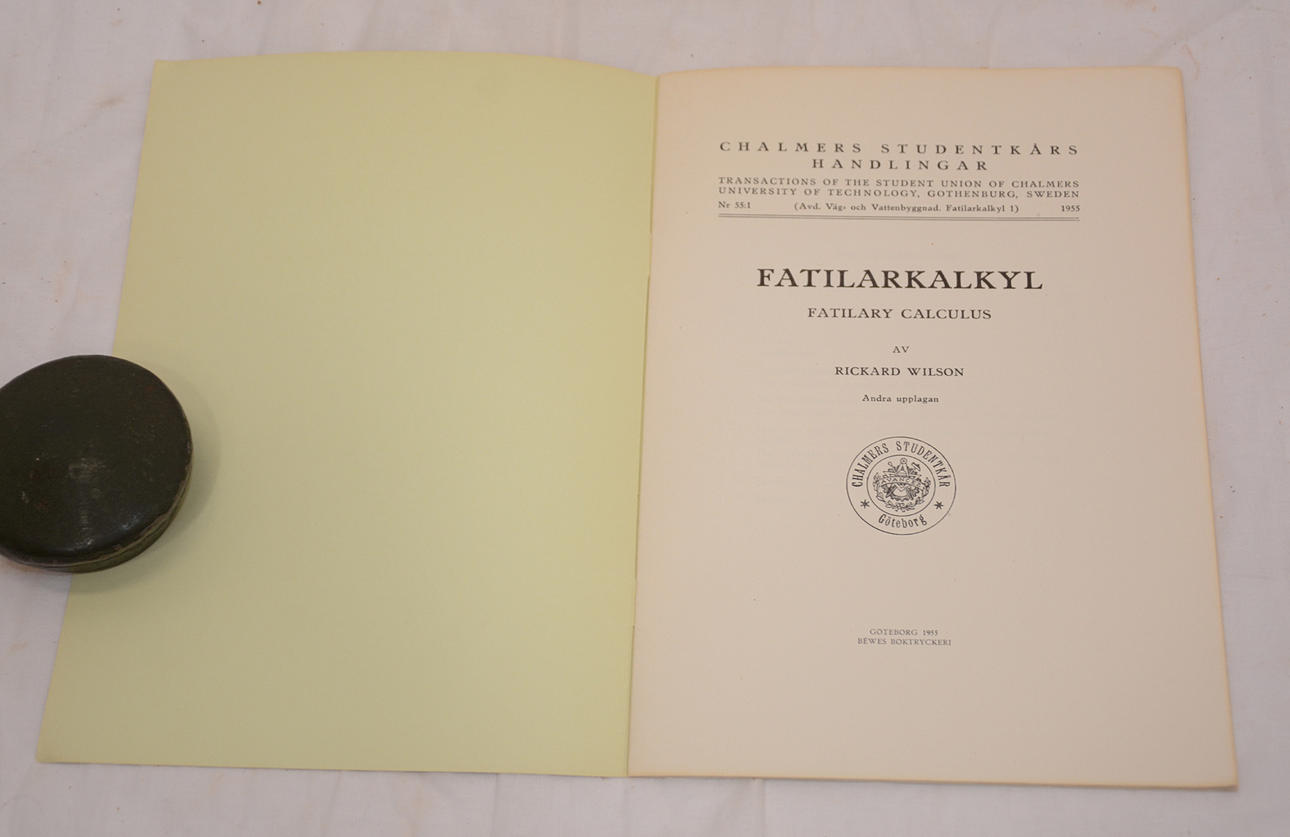 CHALMERS STUDENTKÅRS
HANDLINGAR
TRANSACTIONS OF THE STUDENT UNION OF CHALMERS
UNIVERSITY OF TECHNOLOGY, GOTHENBURG, SWEDEN
Nr 55:1 (Avd. Väg- och Vattenbyggnad. Fatilarkalkyl 1) 1955
FATILARKALKYL
FATILARY CALCULUS
AV
RICKARD WILSON
Andra upplagan
CHALMERS STUDENTKÅR
AVANCEZ
Göteborg
GÖTEBORG 1955
BEWES BOKTRYCKERI